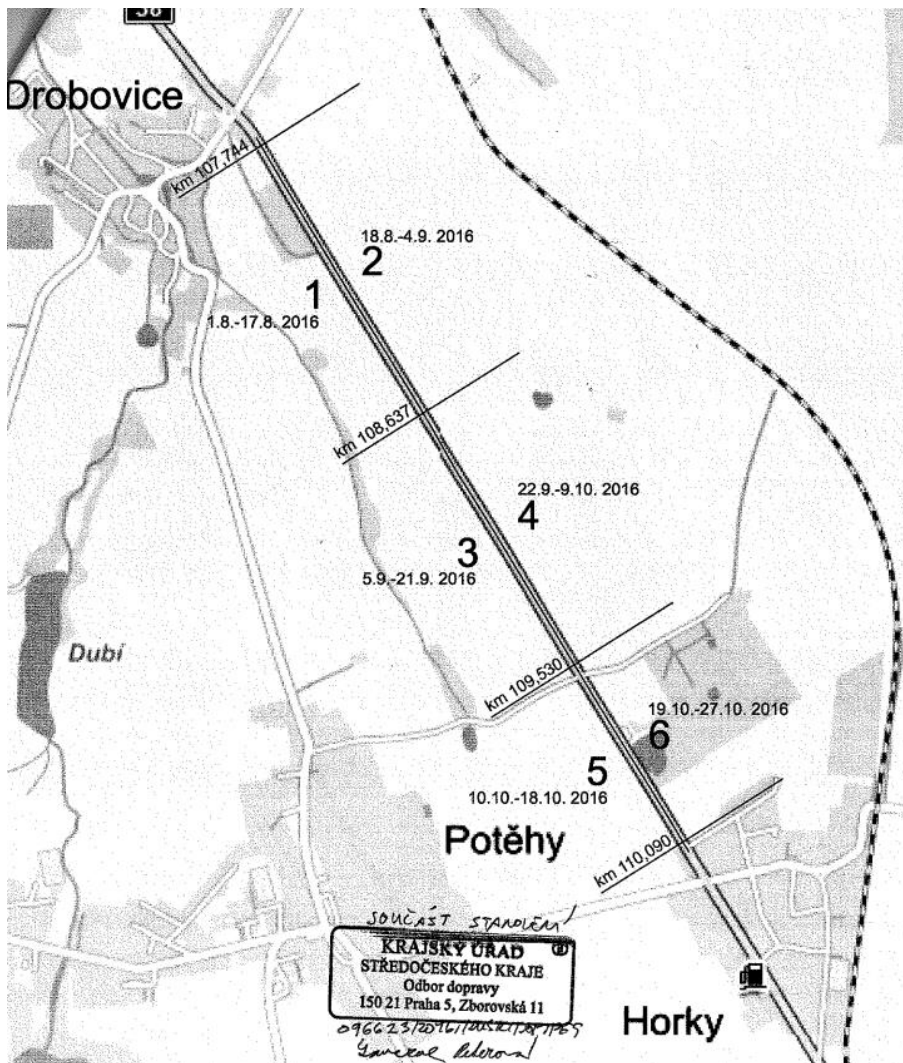 38
Drobovice
km 107,744
18.8.-4.9. 2016
2
1
1.8.-17.8. 2016
km 108,637
22.9.-9.10. 2016
4
3
5.9.-21.9. 2016
Dubí
km 109,530
19.10.-27.10. 2016
6
5
10.10.-18.10. 2016
Potěhy
km 110,090
SOUČÁST STANOVENÍ
KRAJSKÝ ÚŘAD
STŘEDOČESKÉHO KRAJE
Odbor dopravy
150 21 Praha 5, Zborovská 11
Horky